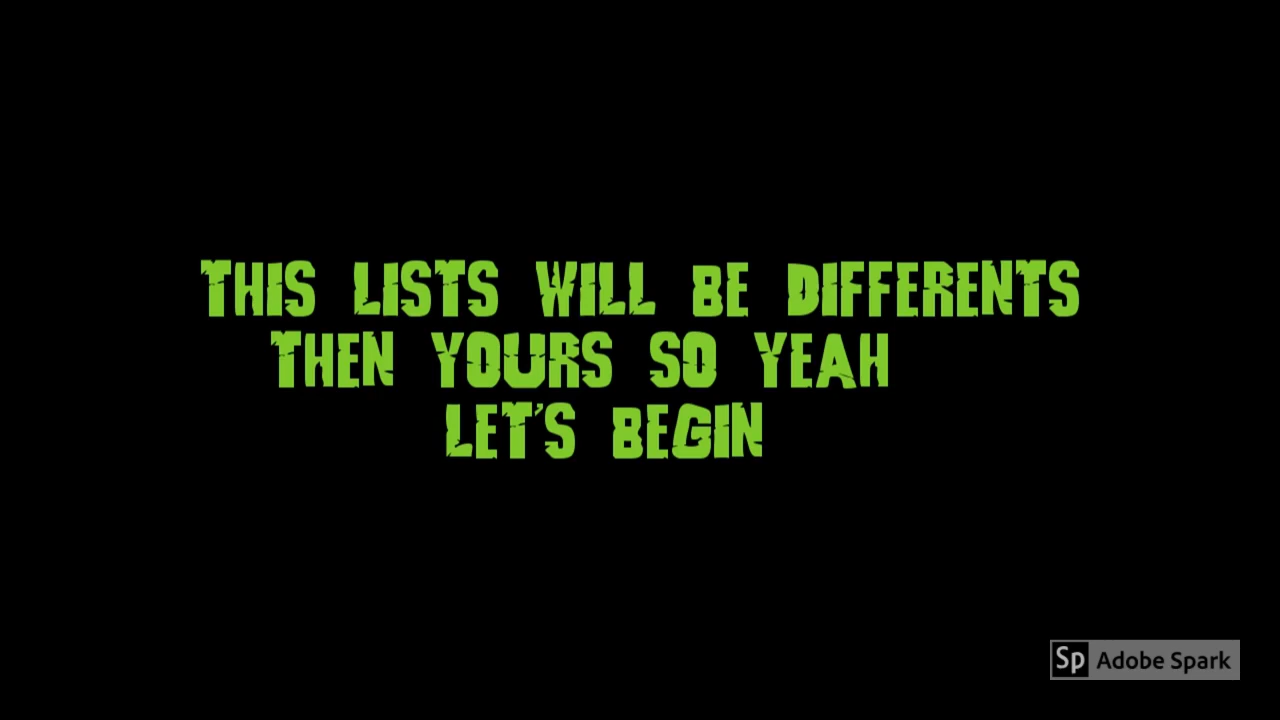 THIS LISTS WILL BE DIFFERENTS
THEN YOURS SO YEAH
LET'S BEGIN
Sp Adobe Spark